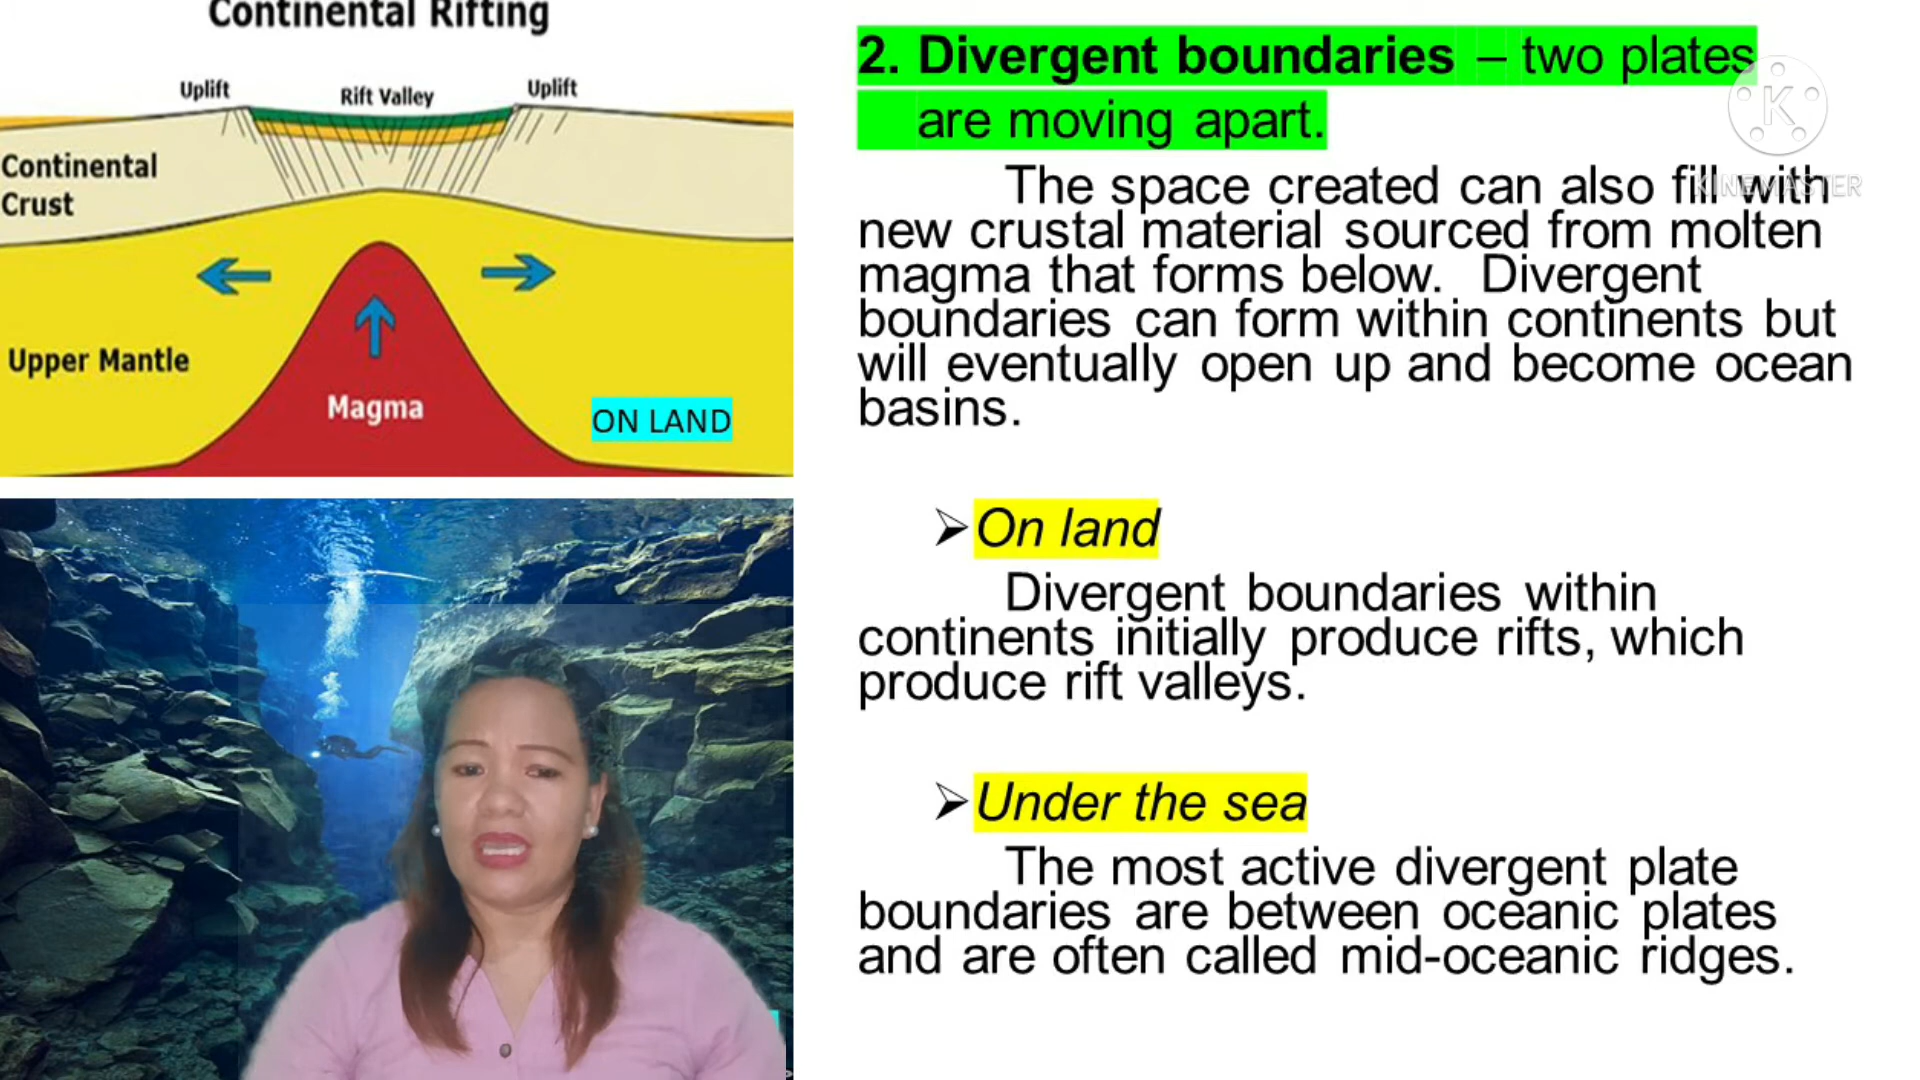 Continental Rifting
Uplift
Rift Valley
Uplift
Continental
Crust
Upper Mantle
Magma
ON LAND
2. Divergent boundaries – two plates
are moving apart.
The space created can also fill with
new crustal material sourced from molten
magma that forms below. Divergent
boundaries can form within continents but
will eventually open up and become ocean
basins.
➢ On land
Divergent boundaries within
continents initially produce rifts, which
produce rift valleys.
➢ Under the sea
The most active divergent plate
boundaries are between oceanic plates
and are often called mid-oceanic ridges.
K
KINEMASTER